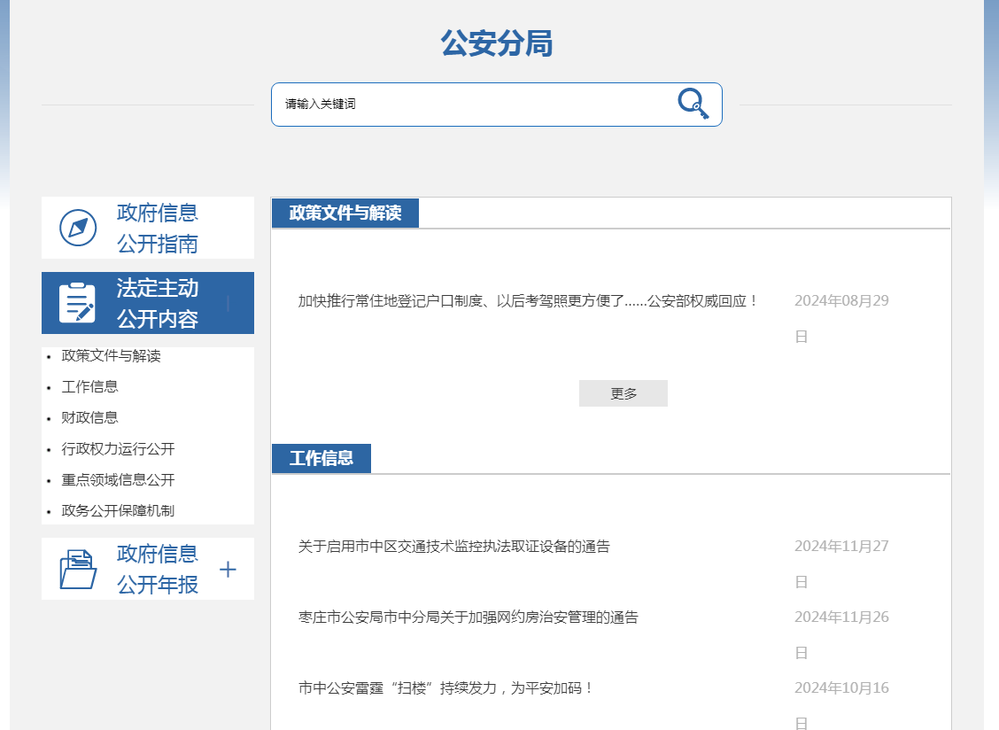 公安分局
请输入关键词
政府信息
公开指南
法定主动
公开内容
政策文件与解读
工作信息
财政信息
行政权力运行公开
重点领域信息公开
政务公开保障机制
政府信息
公开年报
政策文件与解读
加快推行常住地登记户口制度、以后考驾照更方便了......公安部权威回应！ 2024年08月29
日
更多
工作信息
关于启用市中区交通技术监控执法取证设备的通告 2024年11月27
日
枣庄市公安局市中分局关于加强网约房治安管理的通告 2024年11月26
日
市中公安雷霆“扫楼”持续发力，为平安加码！ 2024年10月16
日